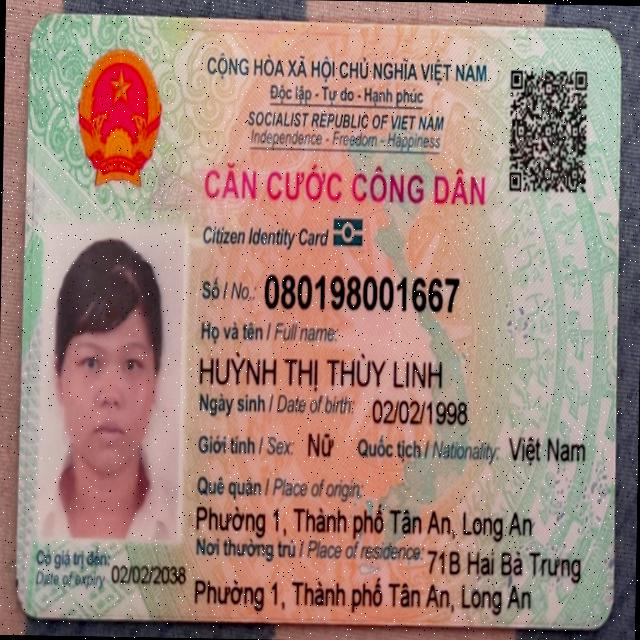 CỘNG HÒA XÃ HỘI CHỦ NGHĨA VIỆT NAM
Độc lập - Tự do - Hạnh phúc
SOCIALIST REPUBLIC OF VIET NAM
Independence - Freedom - Happiness
CĂN CƯỚC CÔNG DÂN
Citizen Identity Card
Số / No.: 080198001667
Họ và tên / Full name:
HUỲNH THỊ THÙY LINH
Ngày sinh / Date of birth: 02/02/1998
Giới tính / Sex: Nữ Quốc tịch / Nationality: Việt Nam
Quê quán / Place of origin:
Phường 1, Thành phố Tân An, Long An
Nơi thường trú / Place of residence: 71B Hai Bà Trưng
Phường 1, Thành phố Tân An, Long An
Có giá trị đến: 02/02/2038
Date of expiry